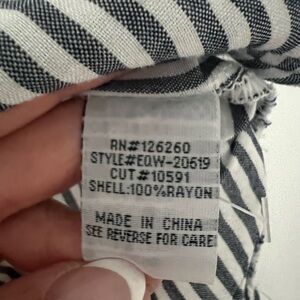 RN#126260
STYLE#EQW-20619
CUT#10591
SHELL:100%RAYON
MADE IN CHINA
SEE REVERSE FOR CARE